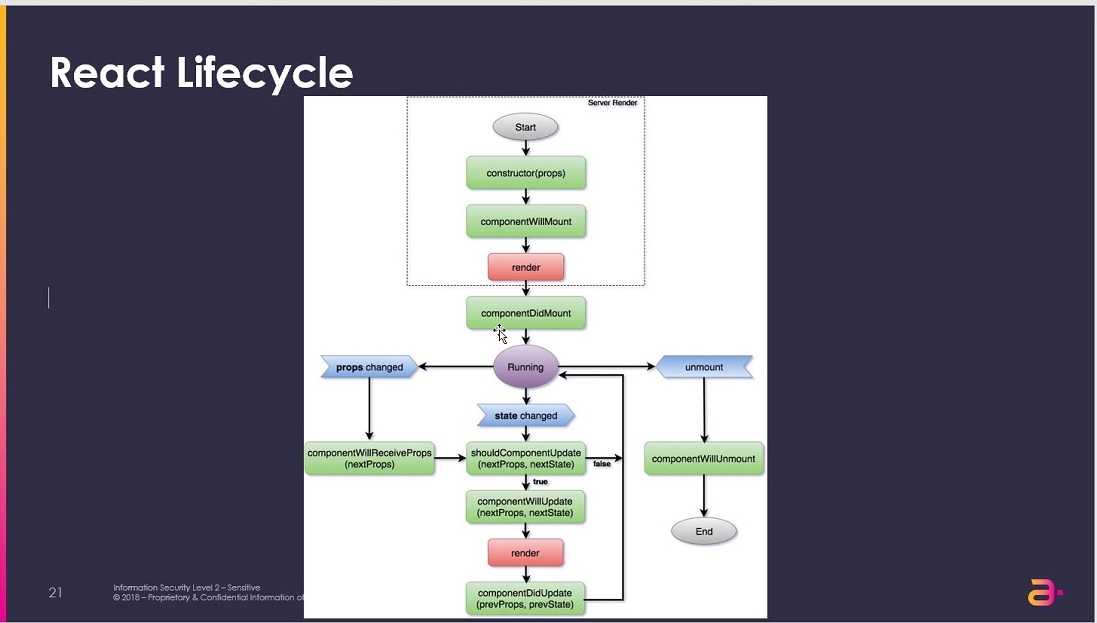 React Lifecycle
Server Render
Start
constructor(props)
componentWillMount
render
componentDidMount
props changed
Running
unmount
state changed
componentWillReceiveProps
(nextProps)
shouldComponentUpdate
(nextProps, nextState)
false
componentWillUnmount
true
componentWillUpdate
(nextProps, nextState)
End
render
componentDidUpdate
(prevProps, prevState)
21
Information Security Level 2 – Sensitive
© 2018 – Proprietary & Confidential Information of